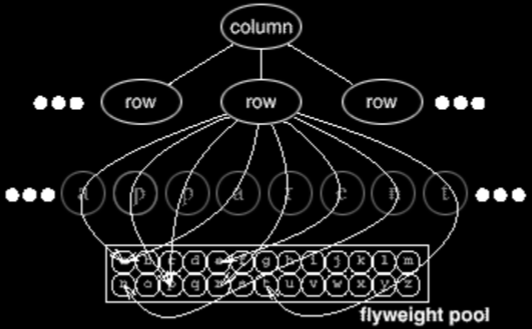 column
row row row
a p p a r e n t
a b c d e f g h i j k l m
n o p q r s t u v w x y z
flyweight pool